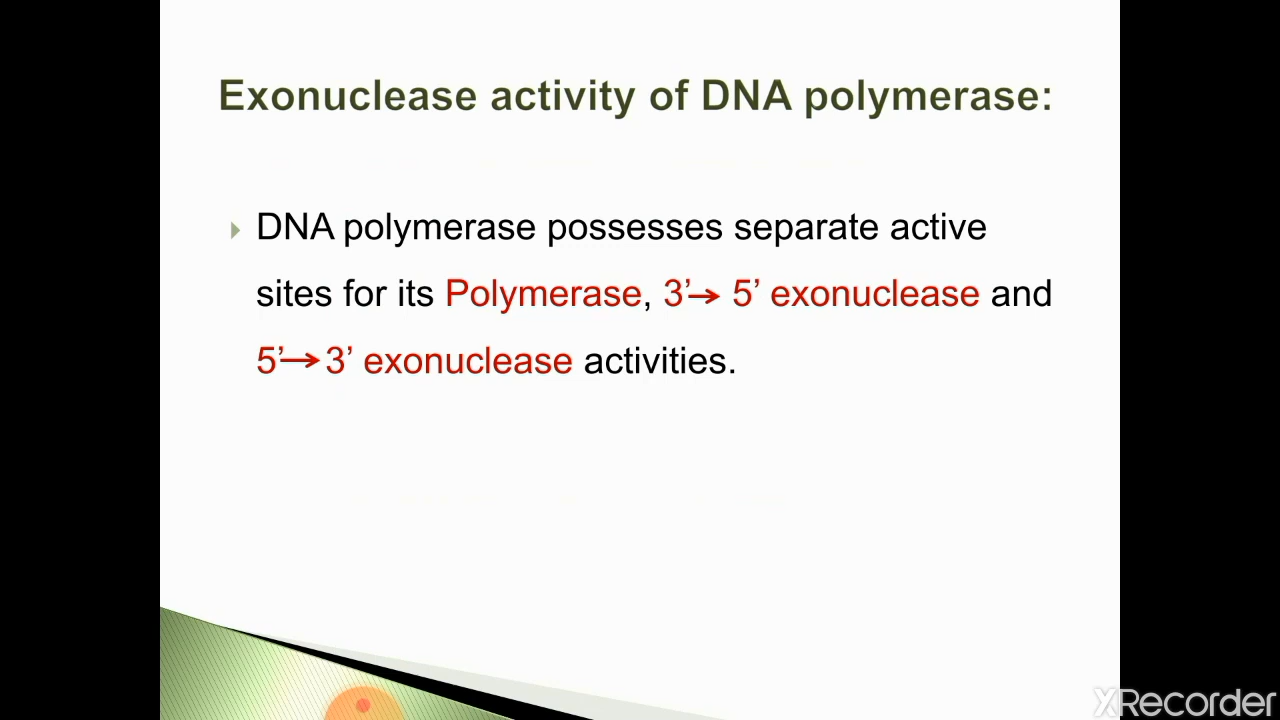 Exonuclease activity of DNA polymerase:
DNA polymerase possesses separate active
sites for its Polymerase, 3’→ 5’ exonuclease and
5’→3’ exonuclease activities.
XRecorder